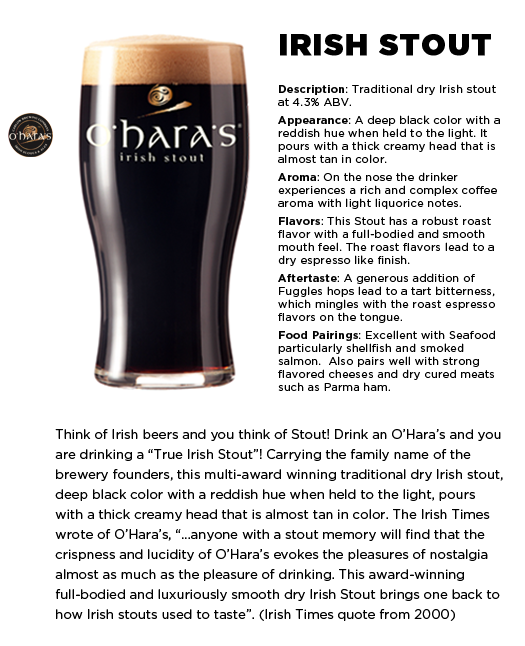 IRISH STOUT
Description: Traditional dry Irish stout
at 4.3% ABV.
Appearance: A deep black color with a
reddish hue when held to the light. It
pours with a thick creamy head that is
almost tan in color.
Aroma: On the nose the drinker
experiences a rich and complex coffee
aroma with light liquorice notes.
Flavors: This Stout has a robust roast
flavor with a full-bodied and smooth
mouth feel. The roast flavors lead to a
dry espresso like finish.
Aftertaste: A generous addition of
Fuggles hops lead to a tart bitterness,
which mingles with the roast espresso
flavors on the tongue.
Food Pairings: Excellent with Seafood
particularly shellfish and smoked
salmon. Also pairs well with strong
flavored cheeses and dry cured meats
such as Parma ham.
O'HARA'S
O'hara's
irish stout
Think of Irish beers and you think of Stout! Drink an O'Hara's and you
are drinking a “True Irish Stout”! Carrying the family name of the
brewery founders, this multi-award winning traditional dry Irish stout,
deep black color with a reddish hue when held to the light, pours
with a thick creamy head that is almost tan in color. The Irish Times
wrote of O'Hara's, “...anyone with a stout memory will find that the
crispness and lucidity of O'Hara's evokes the pleasures of nostalgia
almost as much as the pleasure of drinking. This award-winning
full-bodied and luxuriously smooth dry Irish Stout brings one back to
how Irish stouts used to taste”. (Irish Times quote from 2000)